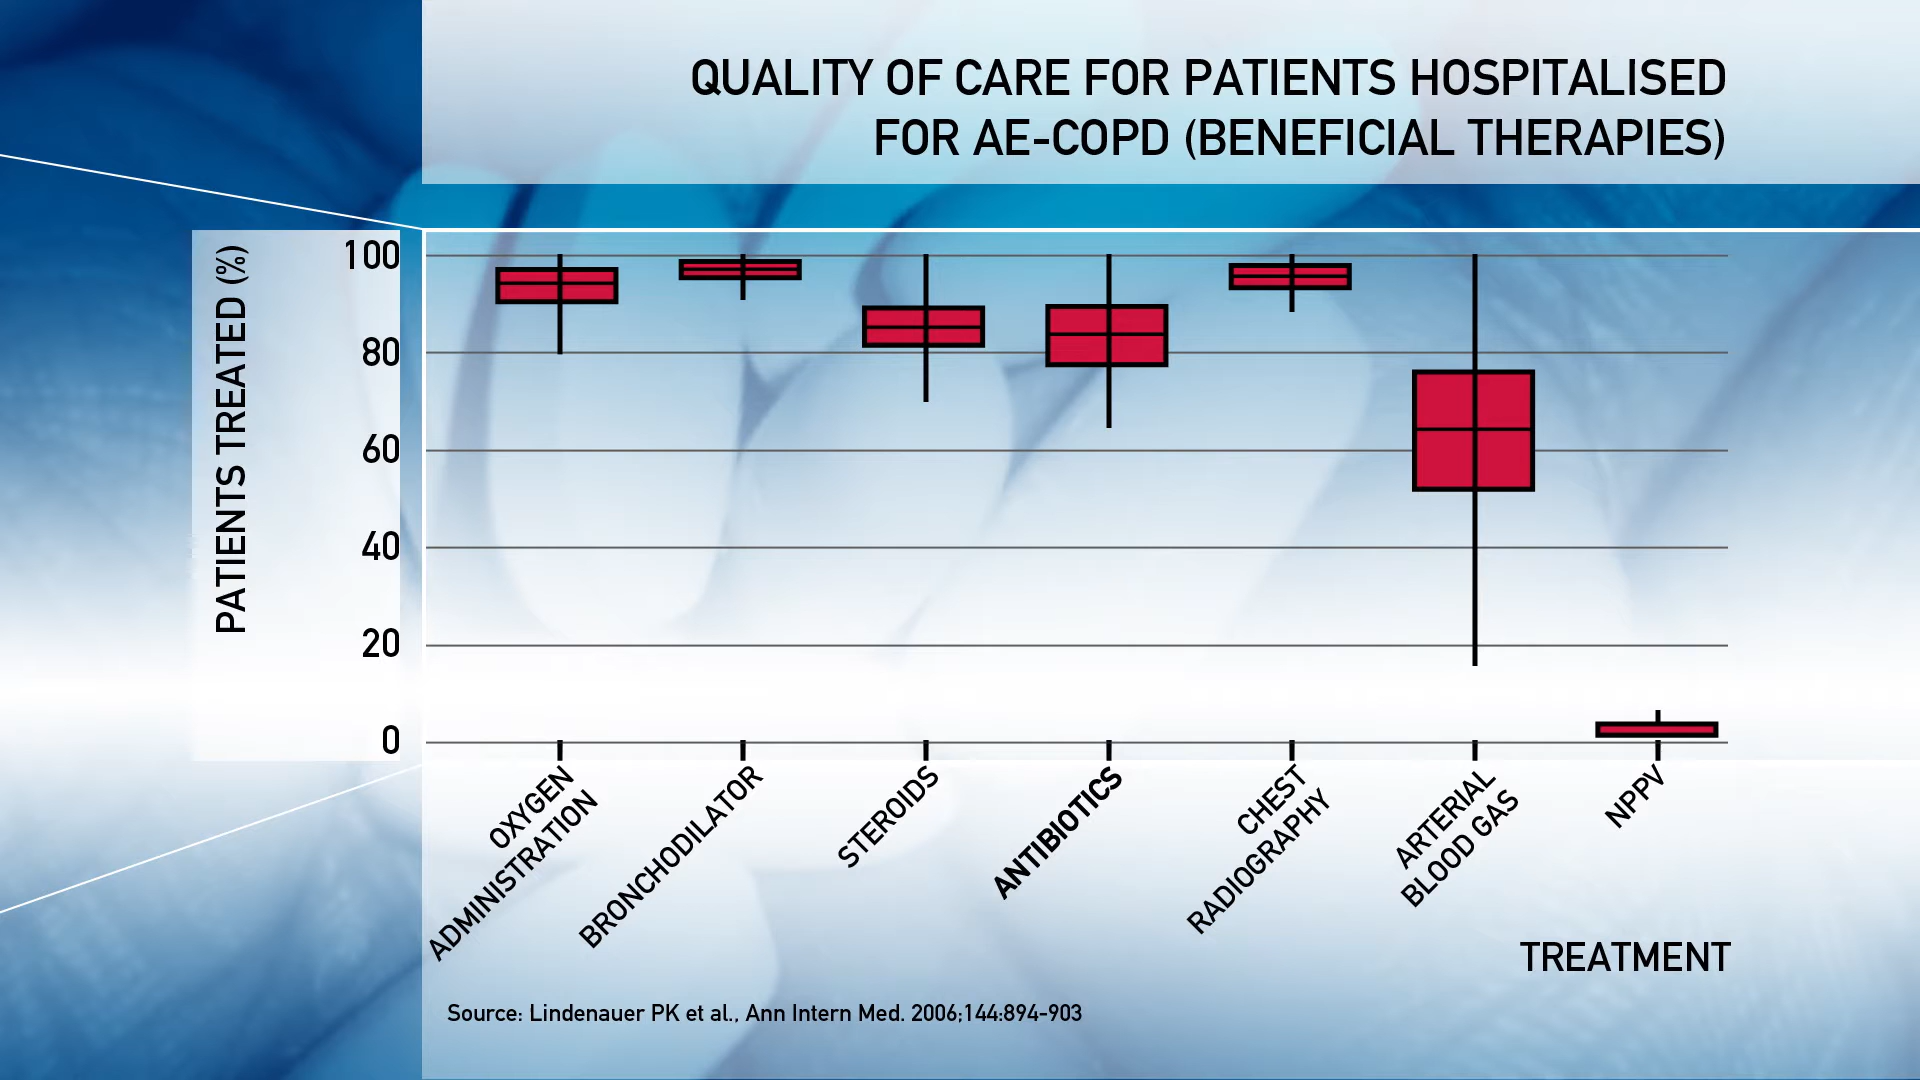 QUALITY OF CARE FOR PATIENTS HOSPITALISED
FOR AE-COPD (BENEFICIAL THERAPIES)
PATIENTS TREATED (%)
100
80
60
40
20
0
OXYGEN
ADMINISTRATION
BRONCHODILATOR
STEROIDS
ANTIBIOTICS
CHEST
RADIOGRAPHY
ARTERIAL
BLOOD GAS
NPPV
TREATMENT
Source: Lindenauer PK et al., Ann Intern Med. 2006;144:894-903